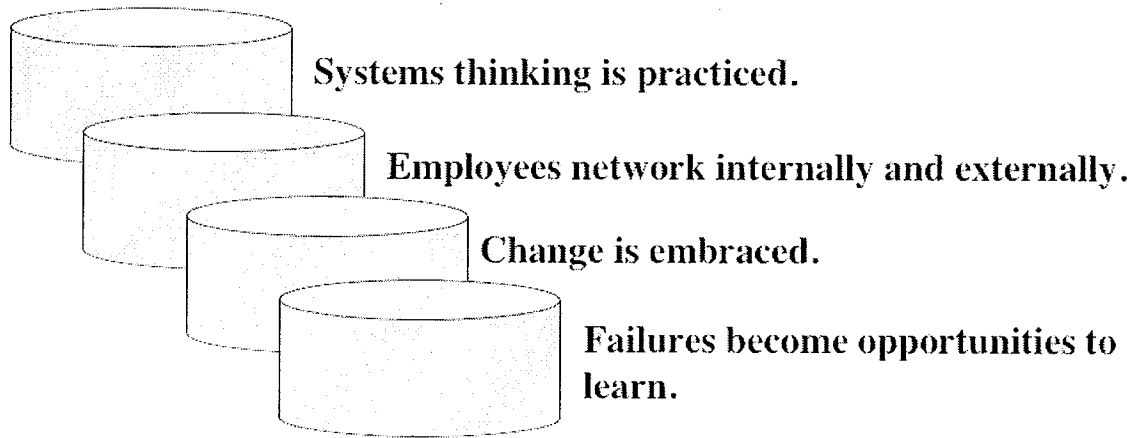 Systems thinking is practiced.
Employees network internally and externally.
Change is embraced.
Failures become opportunities to
learn.